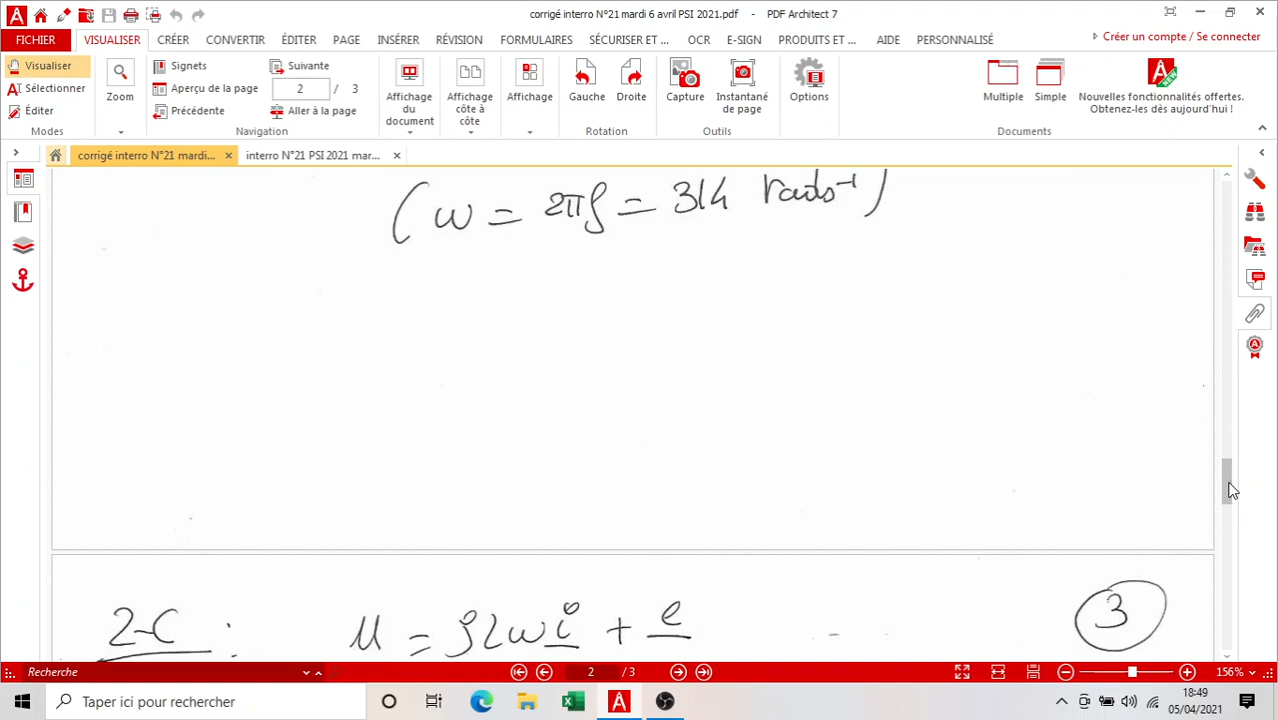 corrigé interro N°21 mardi 6 avril PSI 2021.pdf - PDF Architect 7
FICHIER VISUALISER CRÉER CONVERTIR ÉDITER PAGE INSÉRER RÉVISION FORMULAIRES SÉCURISER ET ... OCR E-SI... PRODUITS ET ... AIDE PERSONNALISÉ Créer un compte / Se connecter
Visualiser
Sélectionner
Éditer
Modes
Zoom
Signets
Aperçu de la page
Précédente
Suivante
2 / 3
Aller à la page
Navigation
Affichage du document
Affichage côte à côte
Affichage
Gauche Droite
Rotation
Capture
Instantané de page
Outils
Options
Multiple Simple
Nouvelles fonctionnalités offertes.
Obtenez-les dès aujourd'hui !
Documents
corrigé interro N°21 mardi... interro N°21 PSI 2021 mar...
(ω = 2πf = 314 rads⁻¹)
2-C : u = jLωi + e
3
Recherche
2 / 3
156%
Taper ici pour rechercher
18:49
05/04/2021